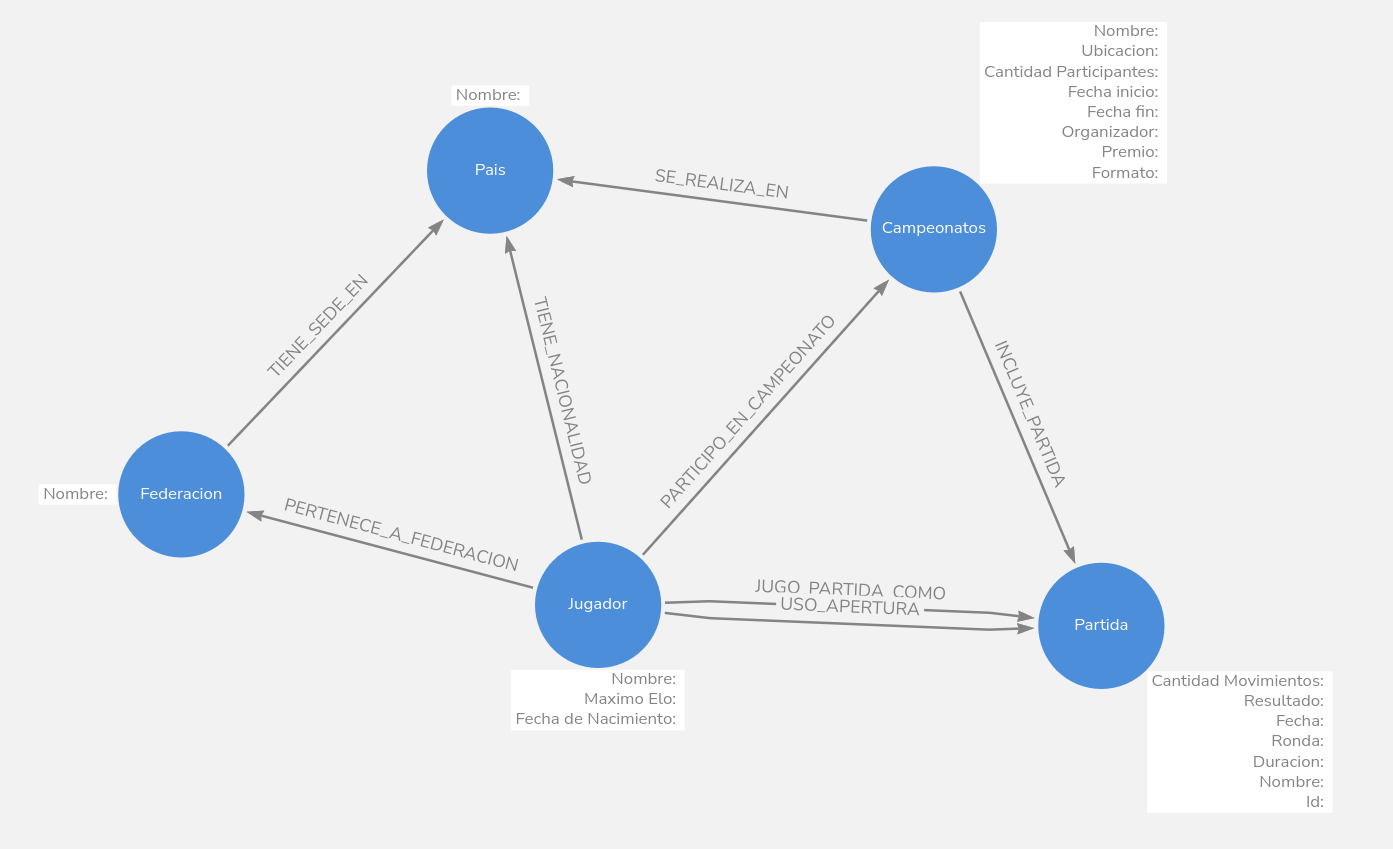 Nombre:
Ubicacion:
Cantidad Participantes:
Fecha inicio:
Fecha fin:
Organizador:
Premio:
Formato:
Nombre:
Pais
SE_REALIZA_EN
Campeonatos
TIENE_SEDE_EN
TIENE_NACIONALIDAD
PARTICIPO_EN_CAMPEONATO
INCLUYE_PARTIDA
Nombre:
Federacion
PERTENECE_A_FEDERACION
Jugador
JUGO_PARTIDA_COMO
USO_APERTURA
Partida
Nombre:
Maximo Elo:
Fecha de Nacimiento:
Cantidad Movimientos:
Resultado:
Fecha:
Ronda:
Duracion:
Nombre:
Id: